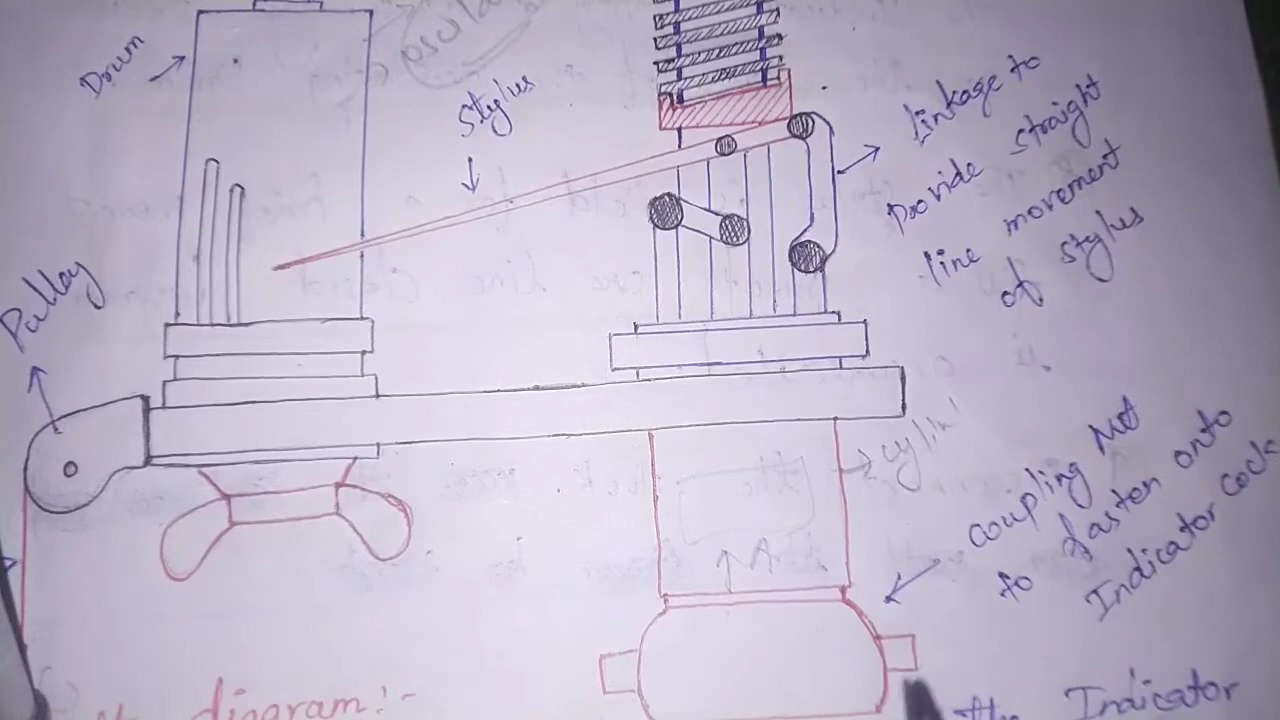 Drum
stylus
Linkage to
Provide straight
line movement
of stylus
Pulley
cylin
coupling Nut
to fasten onto
Indicator cock
diagram:-
the Indicator